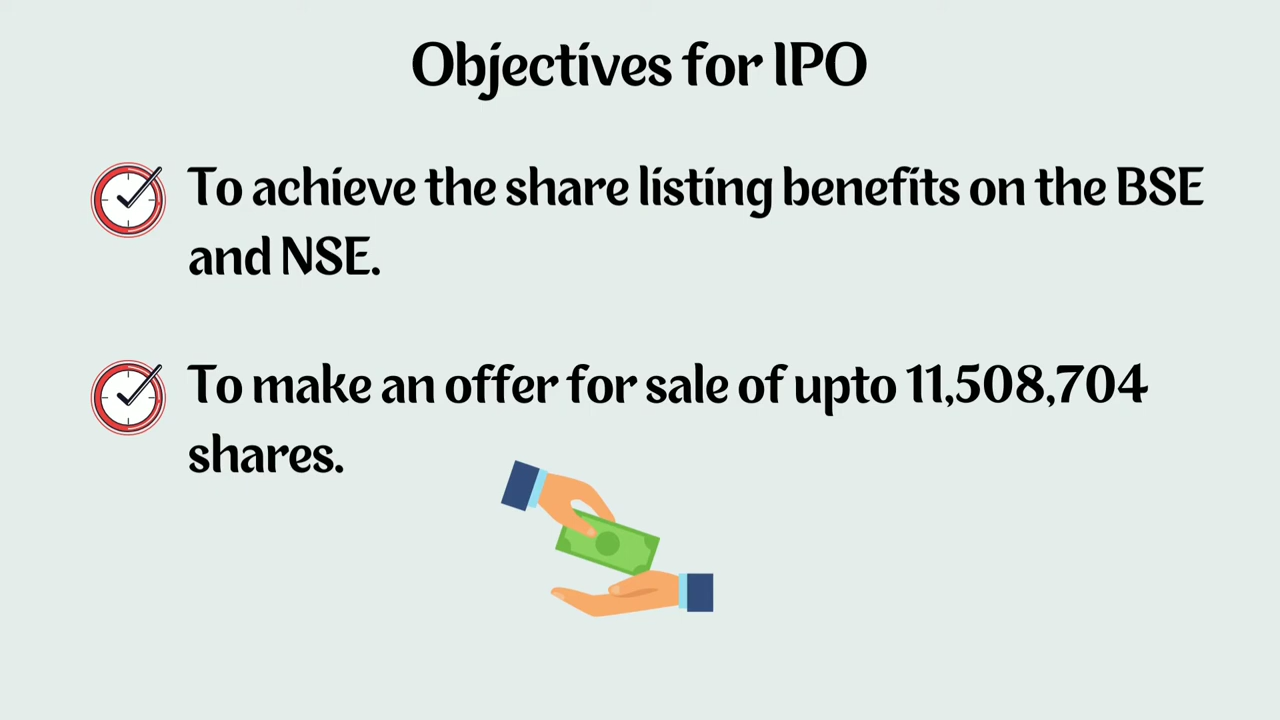 Objectives for IPO
To achieve the share listing benefits on the BSE
and NSE.
To make an offer for sale of upto 11,508,704
shares.